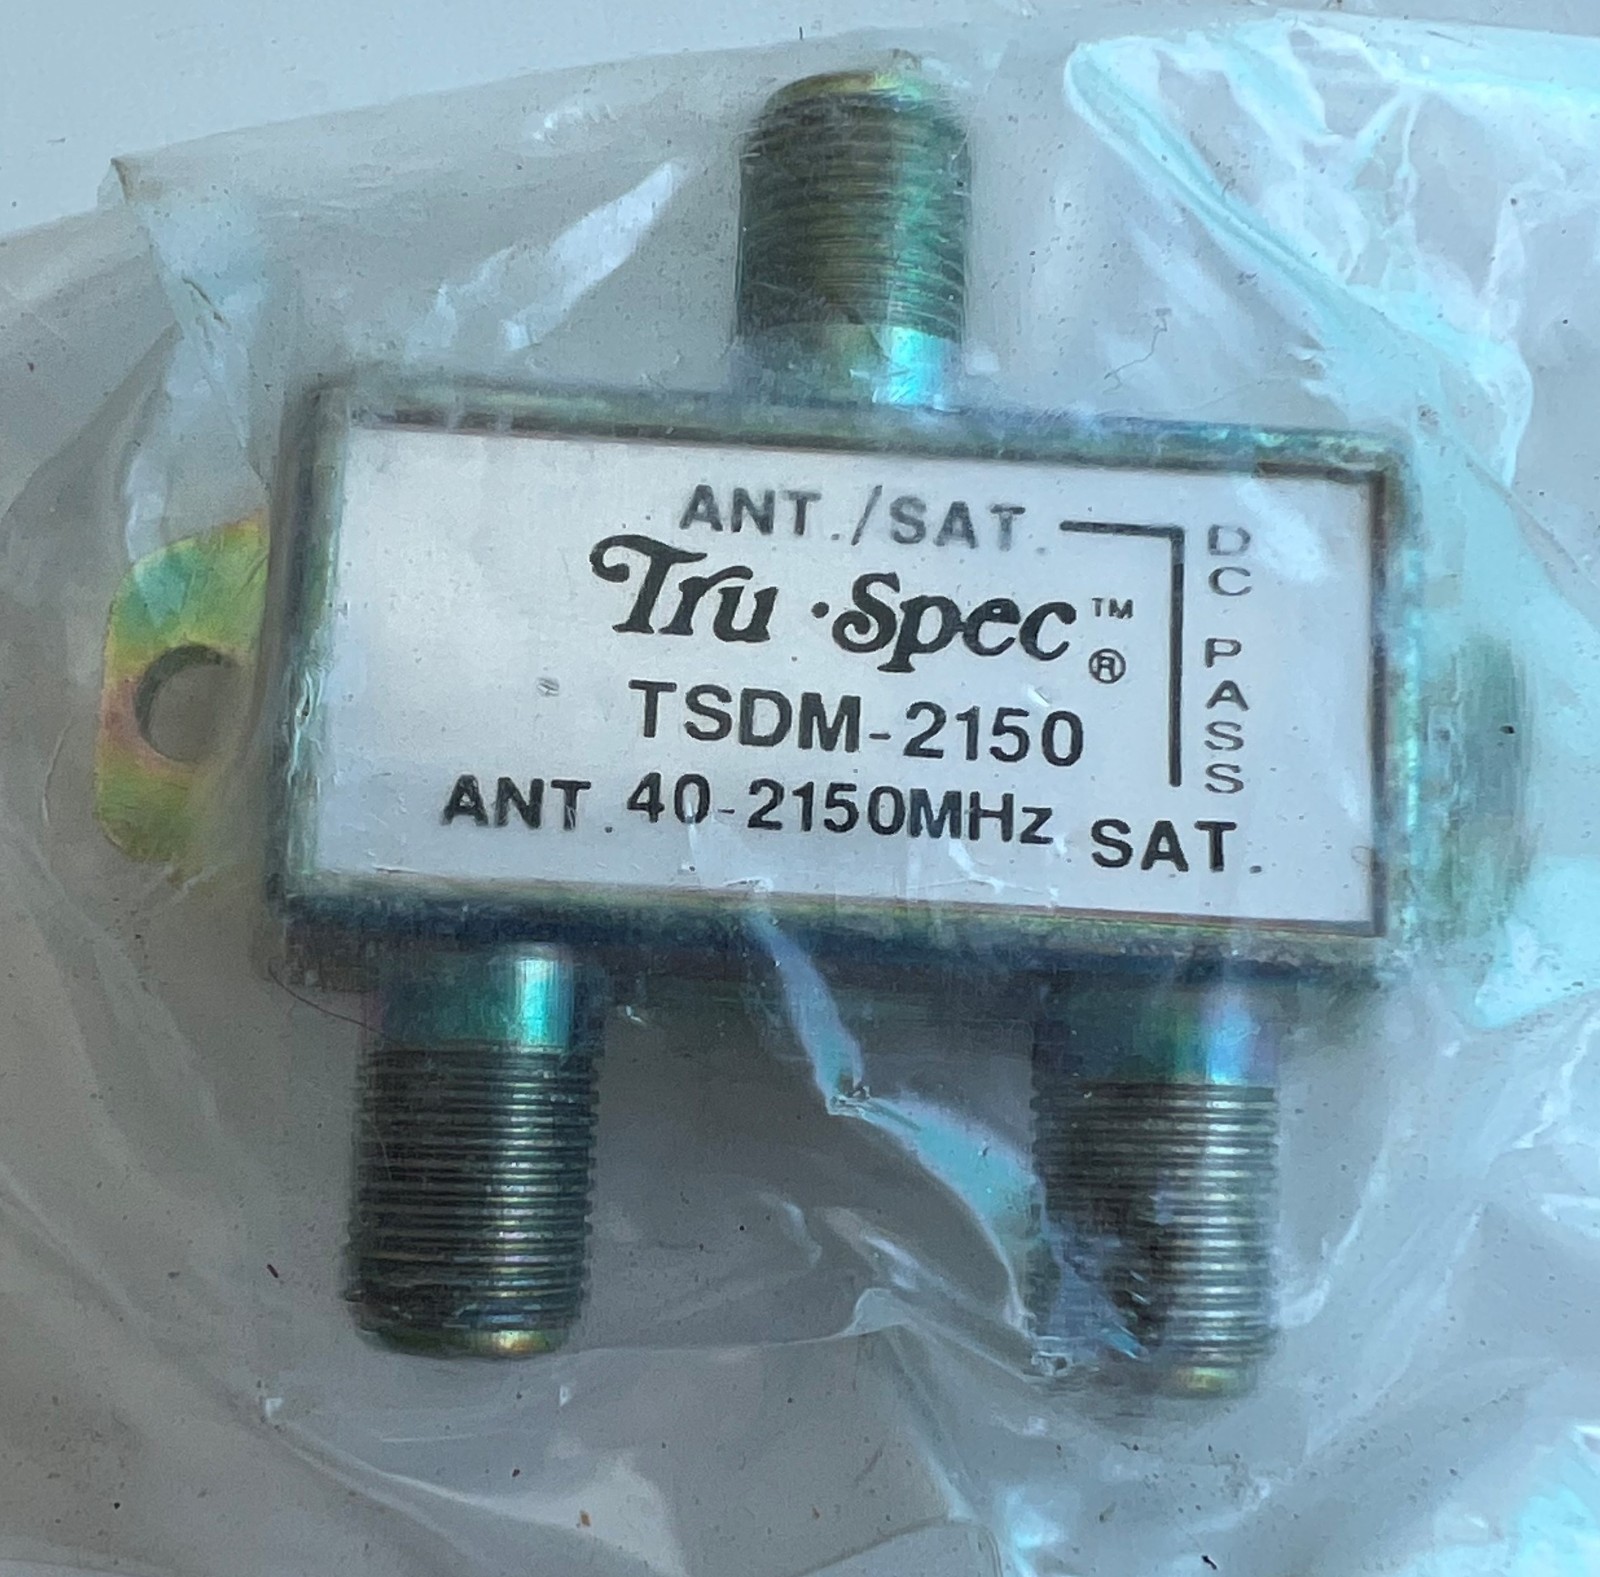 ANT./SAT.
Tru·Spec™®
TSDM-2150
ANT. 40-2150MHz SAT.
DC PASS